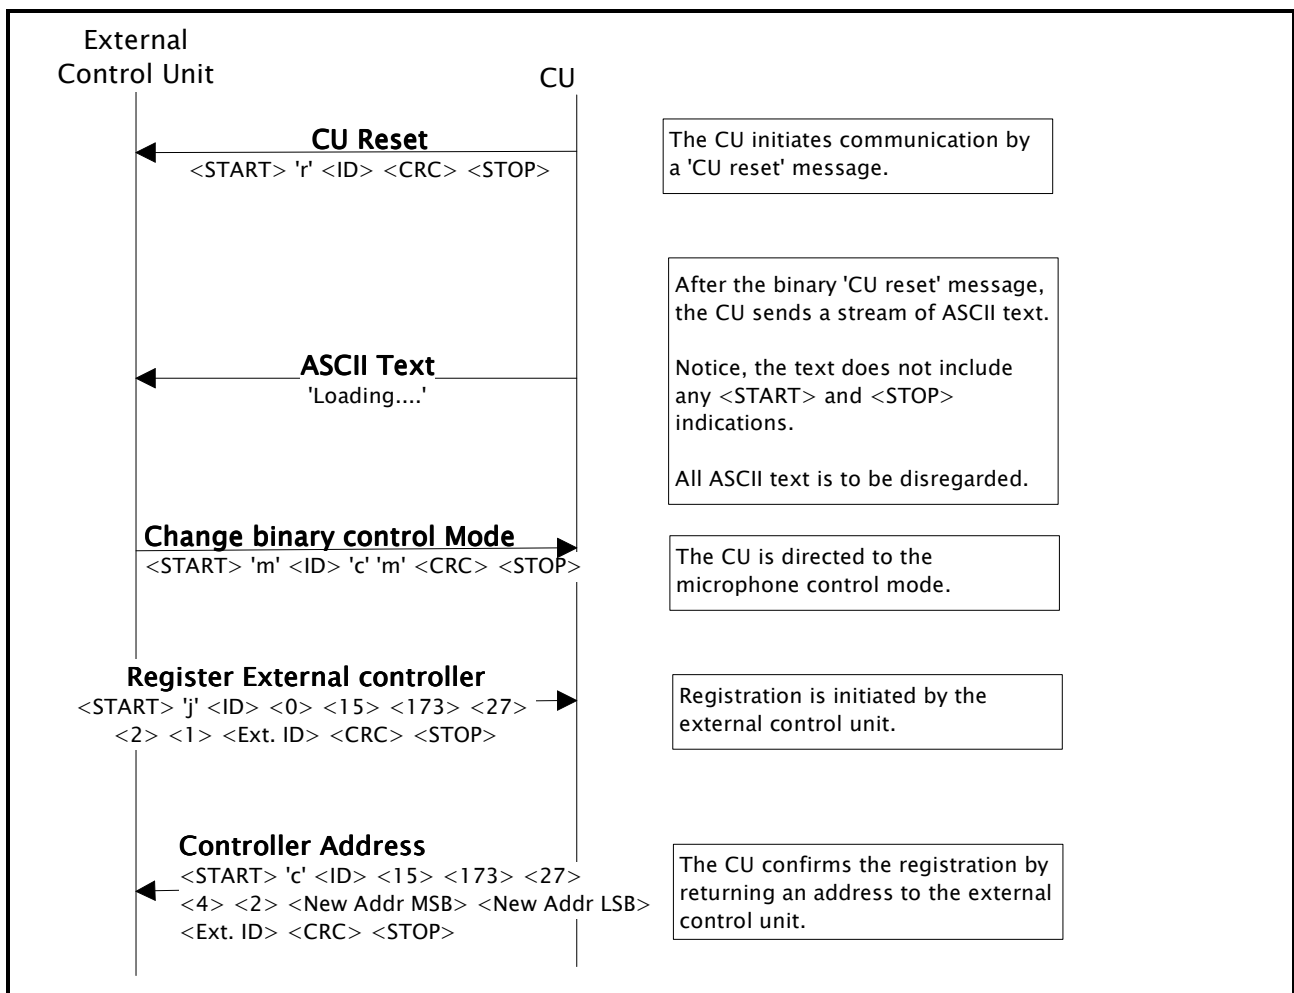 External
Control Unit
CU
CU Reset
<START> 'r' <ID> <CRC> <STOP>
The CU initiates communication by
a 'CU reset' message.
After the binary 'CU reset' message,
the CU sends a stream of ASCII text.
Notice, the text does not include
any <START> and <STOP>
indications.
All ASCII text is to be disregarded.
ASCII Text
'Loading....'
Change binary control Mode
<START> 'm' <ID> 'c' 'm' <CRC> <STOP>
The CU is directed to the
microphone control mode.
Register External controller
<START> 'j' <ID> <0> <15> <173> <27>
<2> <1> <Ext. ID> <CRC> <STOP>
Registration is initiated by the
external control unit.
Controller Address
<START> 'c' <ID> <15> <173> <27>
<4> <2> <New Addr MSB> <New Addr LSB>
<Ext. ID> <CRC> <STOP>
The CU confirms the registration by
returning an address to the external
control unit.